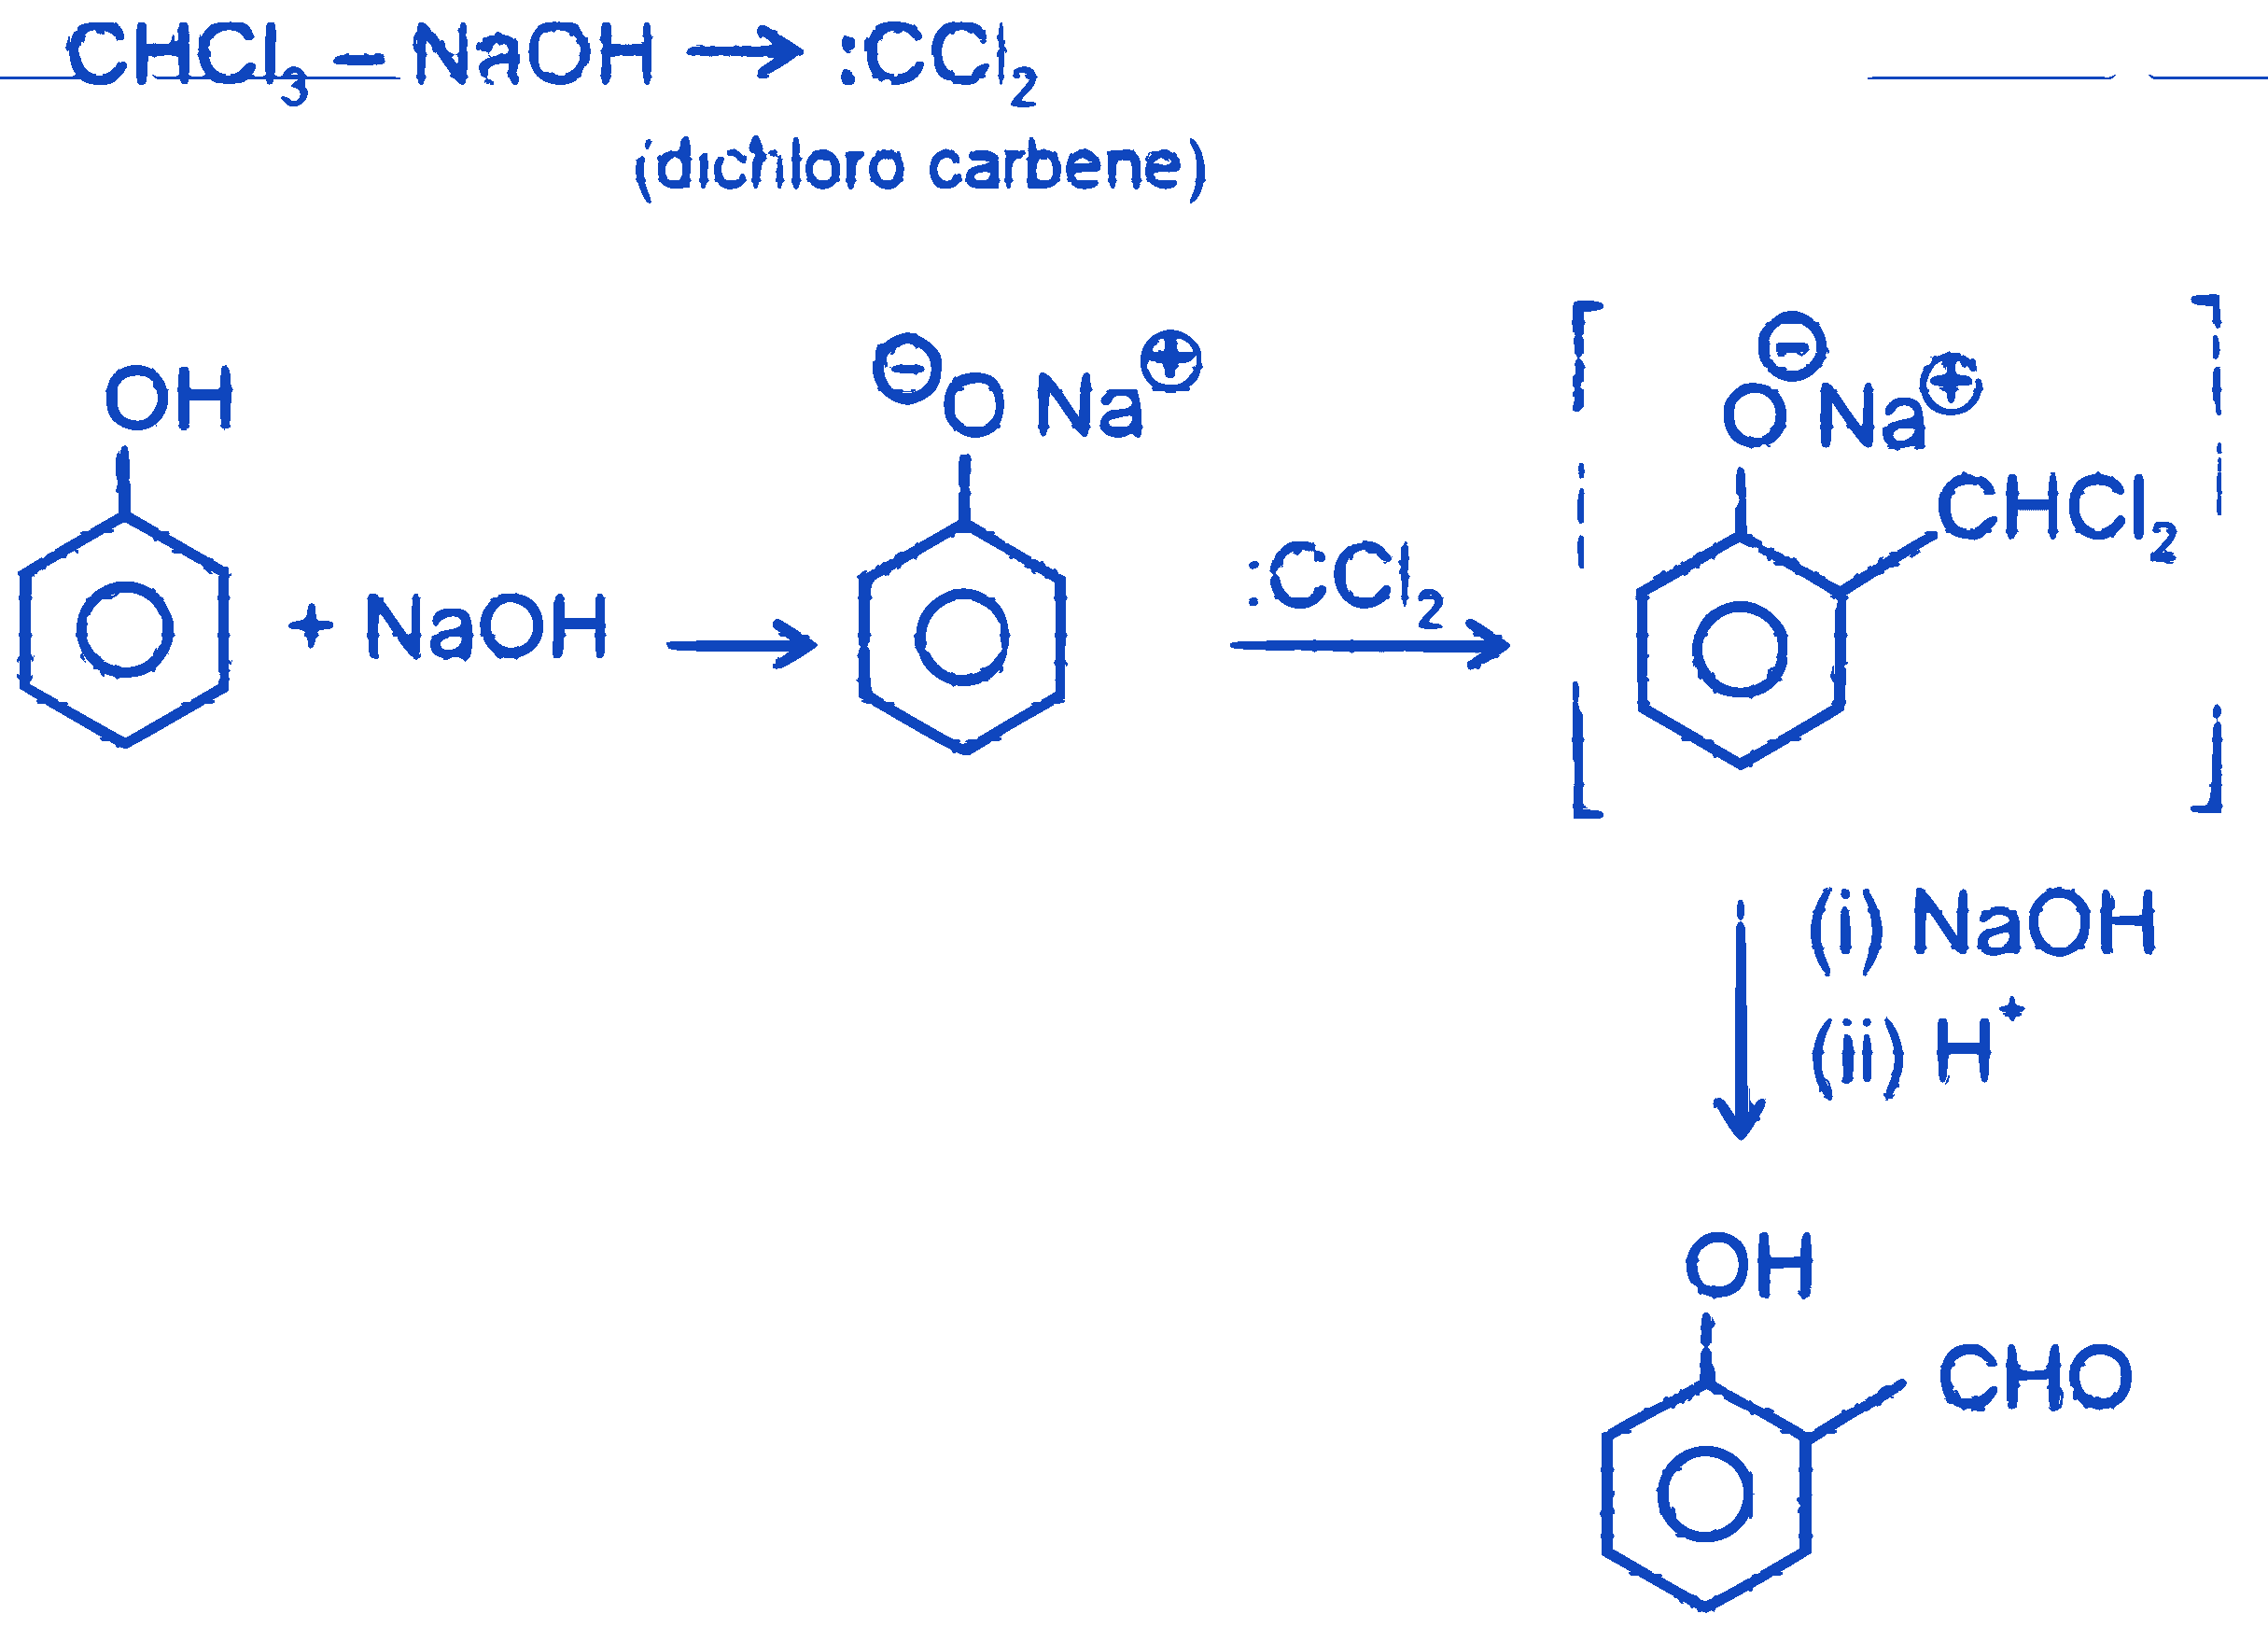 CHCl₃ – NaOH → :CCl₂
(dichloro carbene)
OH
+ NaOH →
⊖O Na⊕
:CCl₂
⊖
O Na⊕
CHCl₂
(i) NaOH
(ii) H⁺
OH
CHO